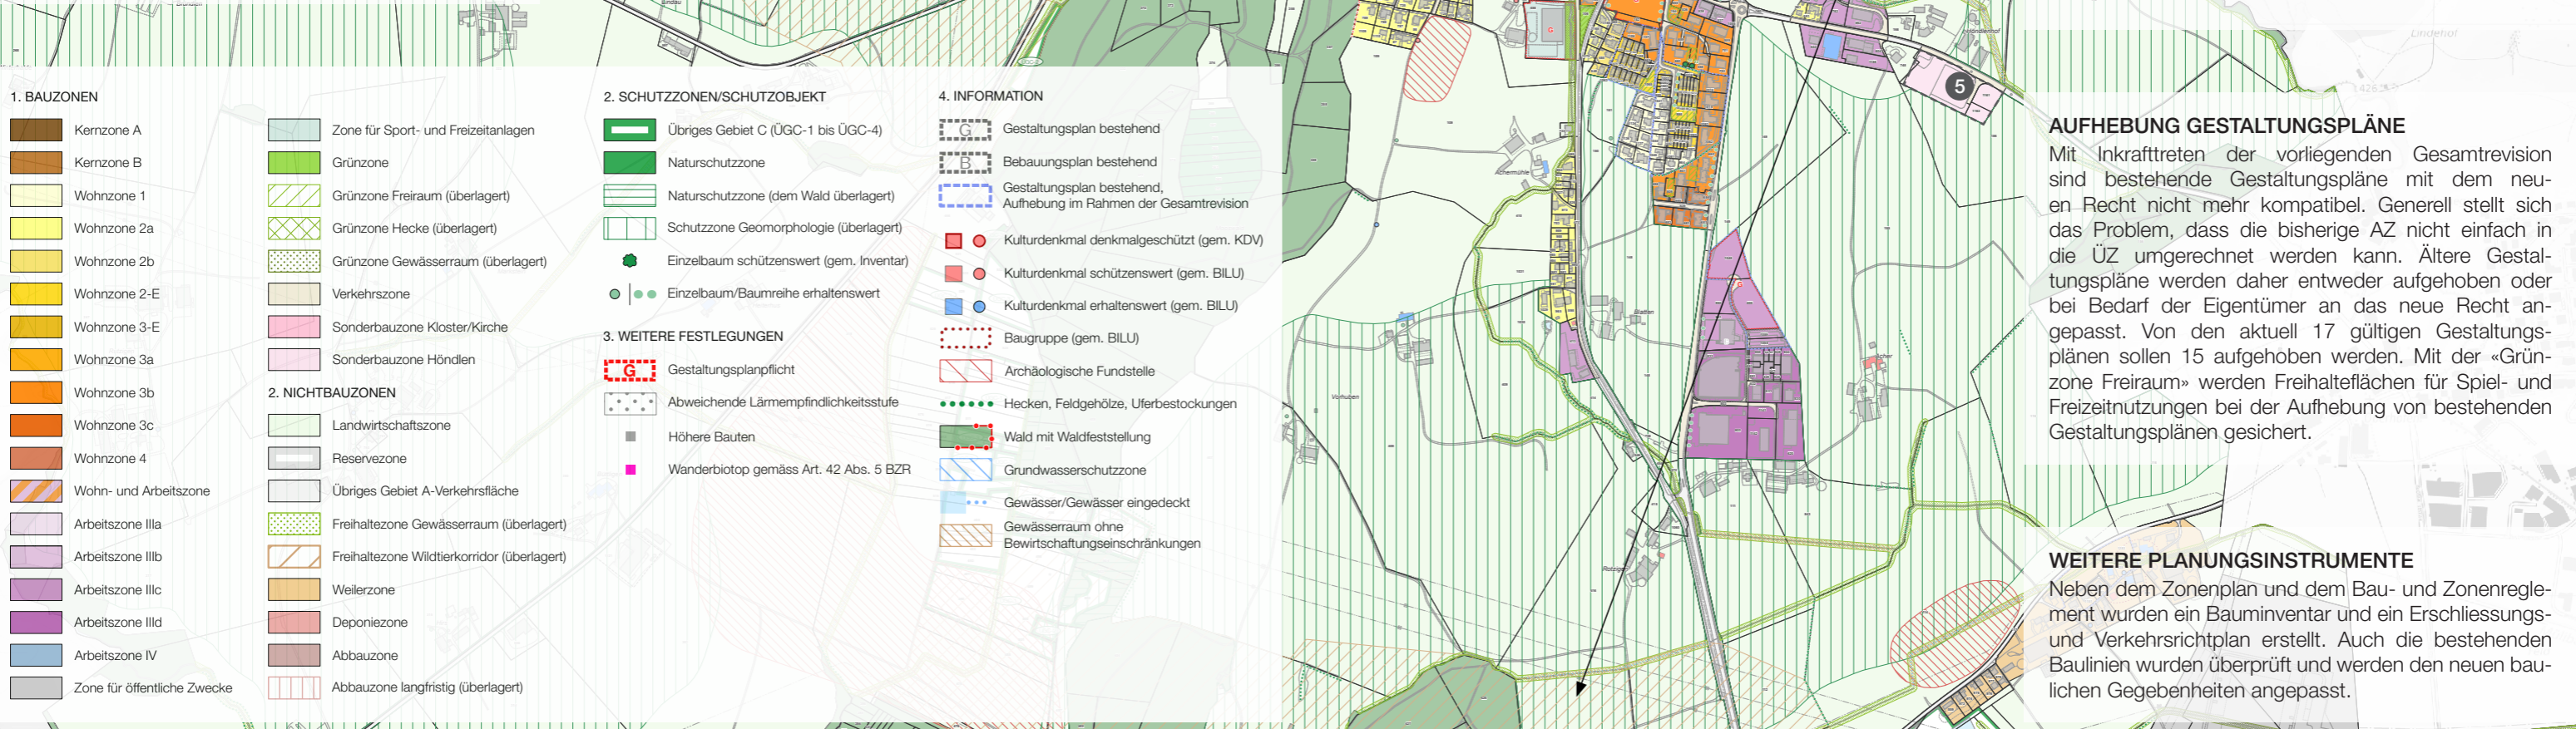 1. BAUZONEN
Kernzone A
Kernzone B
Wohnzone 1
Wohnzone 2a
Wohnzone 2b
Wohnzone 2-E
Wohnzone 3-E
Wohnzone 3a
Wohnzone 3b
Wohnzone 3c
Wohnzone 4
Wohn- und Arbeitszone
Arbeitszone IIIa
Arbeitszone IIIb
Arbeitszone IIIc
Arbeitszone IIId
Arbeitszone IV
Zone für öffentliche Zwecke
Zone für Sport- und Freizeitanlagen
Grünzone
Grünzone Freiraum (überlagert)
Grünzone Hecke (überlagert)
Grünzone Gewässerraum (überlagert)
Verkehrszone
Sonderbauzone Kloster/Kirche
Sonderbauzone Höndlen
2. NICHTBAUZONEN
Landwirtschaftszone
Reservezone
Übriges Gebiet A-Verkehrsfläche
Freihaltezone Gewässerraum (überlagert)
Freihaltezone Wildtierkorridor (überlagert)
Weilerzone
Deponiezone
Abbauzone
Abbauzone langfristig (überlagert)
2. SCHUTZZONEN/SCHUTZOBJEKT
Übriges Gebiet C (ÜGC-1 bis ÜGC-4)
Naturschutzzone
Naturschutzzone (dem Wald überlagert)
Schutzzone Geomorphologie (überlagert)
Einzelbaum schützenswert (gem. Inventar)
Einzelbaum/Baumreihe erhaltenswert
3. WEITERE FESTLEGUNGEN
G
Gestaltungsplanpflicht
Abweichende Lärmempfindlichkeitsstufe
Höhere Bauten
Wanderbiotop gemäss Art. 42 Abs. 5 BZR
4. INFORMATION
G
Gestaltungsplan bestehend
B
Bebauungsplan bestehend
Gestaltungsplan bestehend,
Aufhebung im Rahmen der Gesamtrevision
Kulturdenkmal denkmalgeschützt (gem. KDV)
Kulturdenkmal schützenswert (gem. BILU)
Kulturdenkmal erhaltenswert (gem. BILU)
Baugruppe (gem. BILU)
Archäologische Fundstelle
Hecken, Feldgehölze, Uferbestockungen
Wald mit Waldfeststellung
Grundwasserschutzzone
Gewässer/Gewässer eingedeckt
Gewässerraum ohne
Bewirtschaftungseinschränkungen
G
5
Achermühle
Vorhuben
Lindehof
AUFHEBUNG GESTALTUNGSPLÄNE
Mit Inkrafttreten der vorliegenden Gesamtrevision
sind bestehende Gestaltungspläne mit dem neu-
en Recht nicht mehr kompatibel. Generell stellt sich
das Problem, dass die bisherige AZ nicht einfach in
die ÜZ umgerechnet werden kann. Ältere Gestal-
tungspläne werden daher entweder aufgehoben oder
bei Bedarf der Eigentümer an das neue Recht an-
gepasst. Von den aktuell 17 gültigen Gestaltungs-
plänen sollen 15 aufgehoben werden. Mit der «Grün-
zone Freiraum» werden Freihalteflächen für Spiel- und
Freizeitnutzungen bei der Aufhebung von bestehenden
Gestaltungsplänen gesichert.
WEITERE PLANUNGSINSTRUMENTE
Neben dem Zonenplan und dem Bau- und Zonenregle-
ment wurden ein Bauminventar und ein Erschliessungs-
und Verkehrsrichtplan erstellt. Auch die bestehenden
Baulinien wurden überprüft und werden den neuen bau-
lichen Gegebenheiten angepasst.